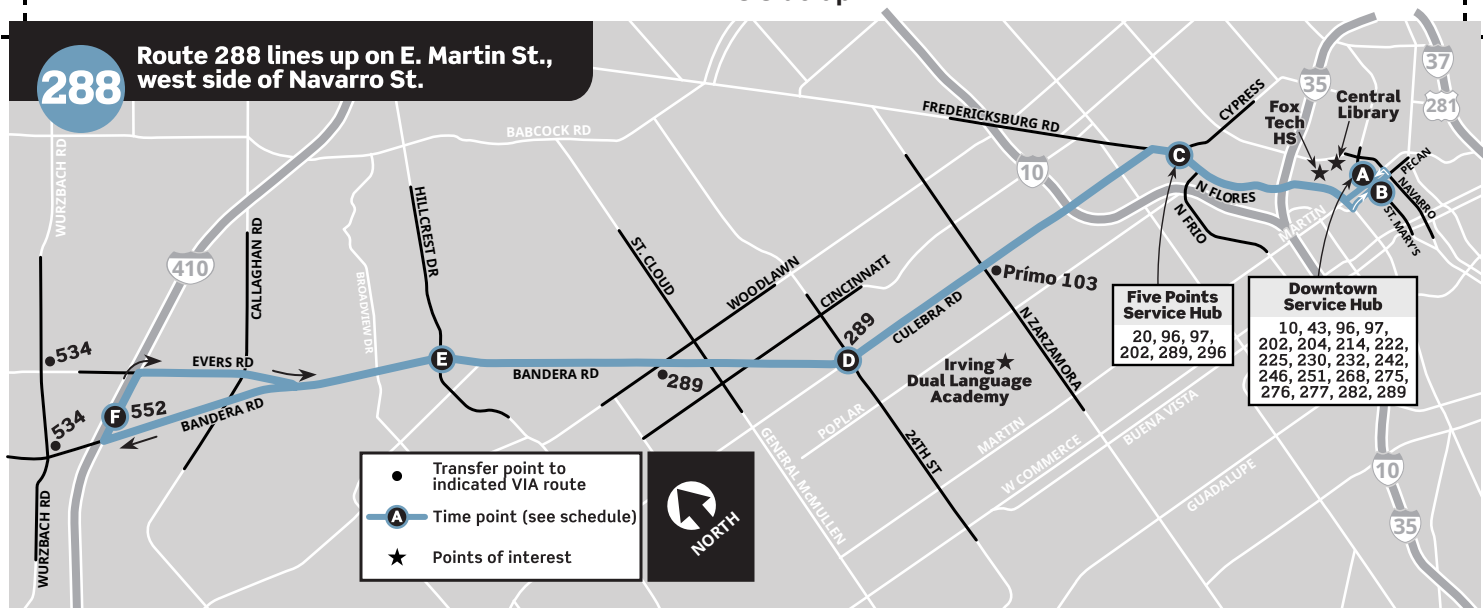 288
Route 288 lines up on E. Martin St.,
west side of Navarro St.
WURZBACH RD
BABCOCK RD
410
CALLAGHAN RD
BROADVIEW DR
HILLCREST DR
ST. CLOUD
WOODLAWN
CINCINNATI
FREDERICKSBURG RD
10
CYPRESS
35
37
281
Fox
Tech
HS
Central
Library
PECAN
NAVARRO
ST. MARY'S
A
B
C
N FLORES
N FRIO
MARTIN
Prímo 103
N ZARZAMORA
CULEBRA RD
289
D
Irving
Dual Language
Academy
24TH ST
POPLAR
MARTIN
W COMMERCE
BUENA VISTA
GUADALUPE
GENERAL McMULLEN
289
BANDERA RD
E
EVERS RD
534
F
552
BANDERA RD
534
WURZBACH RD
Five Points
Service Hub
20, 96, 97,
202, 289, 296
Downtown
Service Hub
10, 43, 96, 97,
202, 204, 214, 222,
225, 230, 232, 242,
246, 251, 268, 275,
276, 277, 282, 289
10
35
Transfer point to
indicated VIA route
A Time point (see schedule)
Points of interest
NORTH